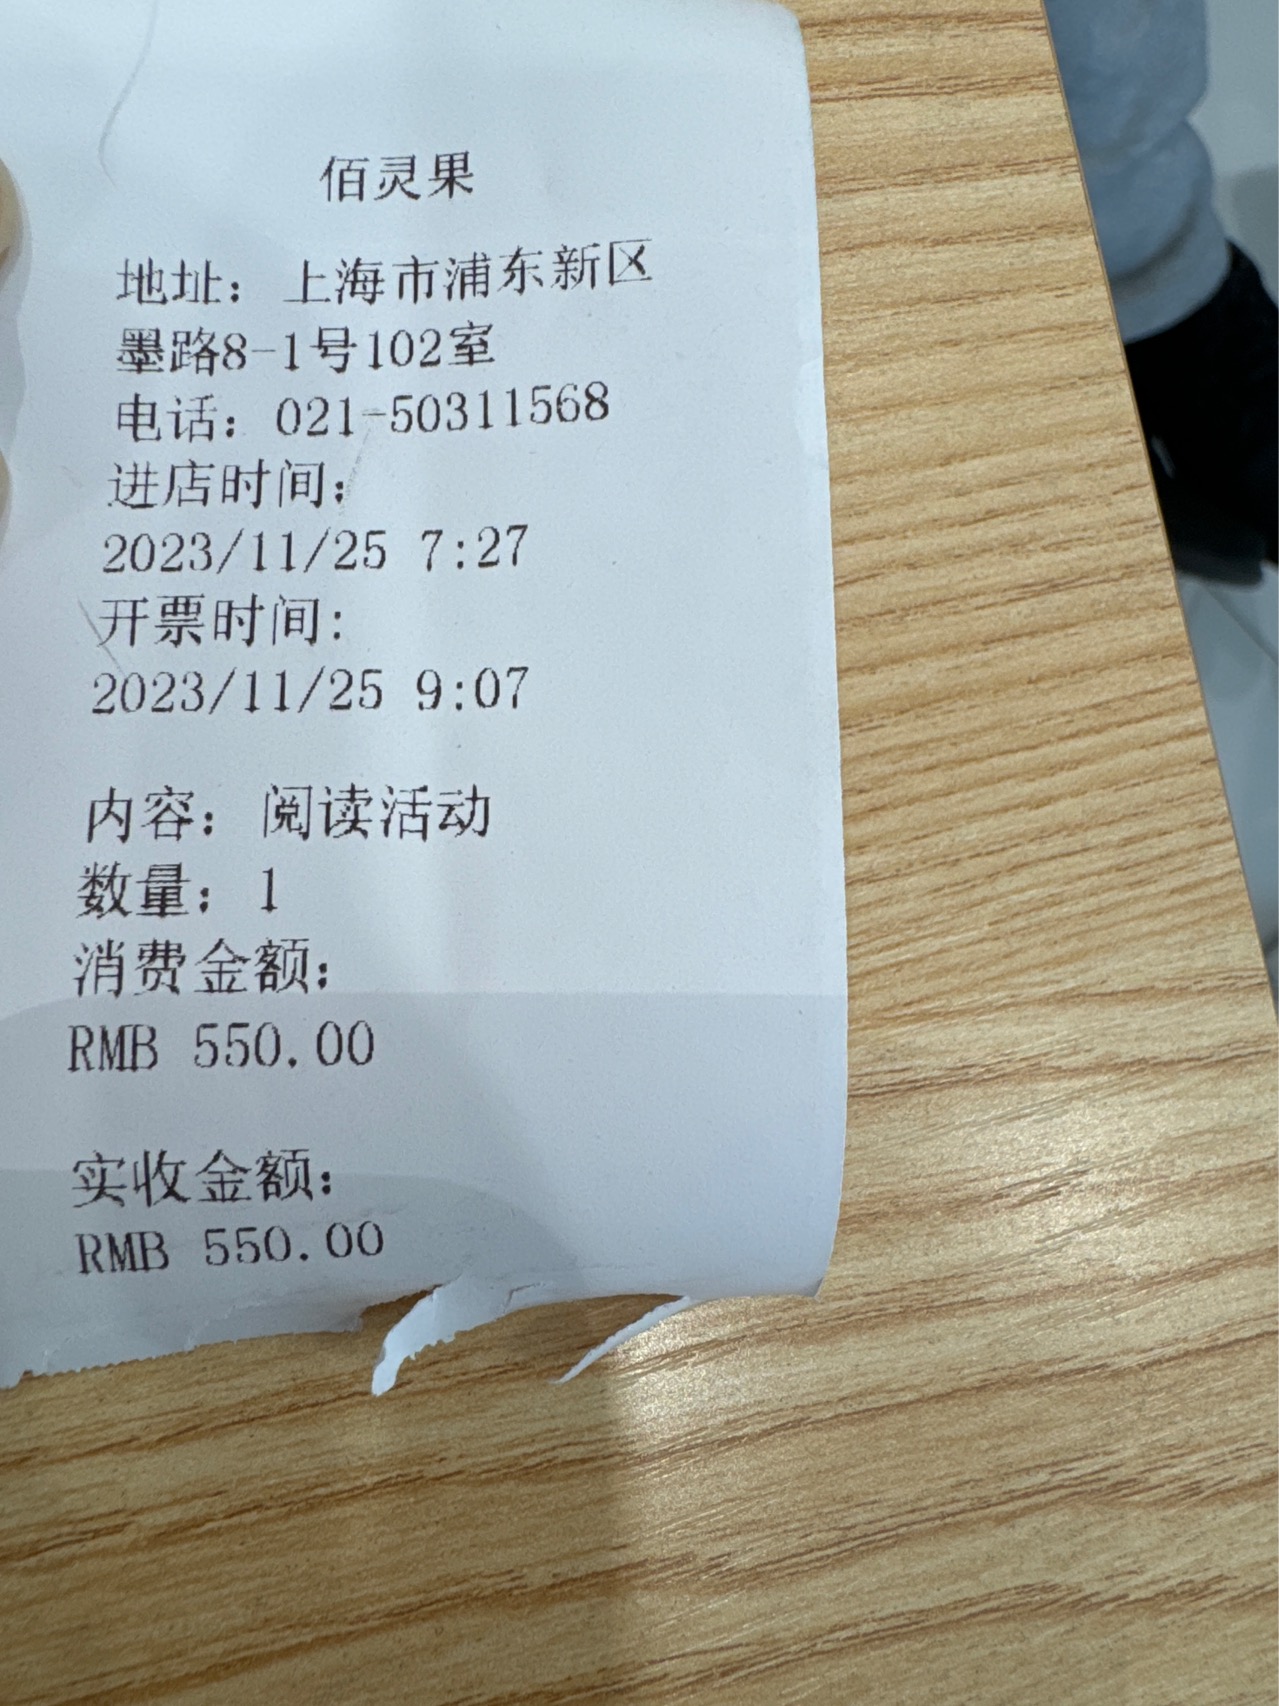 佰灵果
地址：上海市浦东新区
墨路8-1号102室
电话：021-50311568
进店时间：
2023/11/25 7:27
开票时间：
2023/11/25 9:07
内容：阅读活动
数量：1
消费金额：
RMB 550.00
实收金额：
RMB 550.00